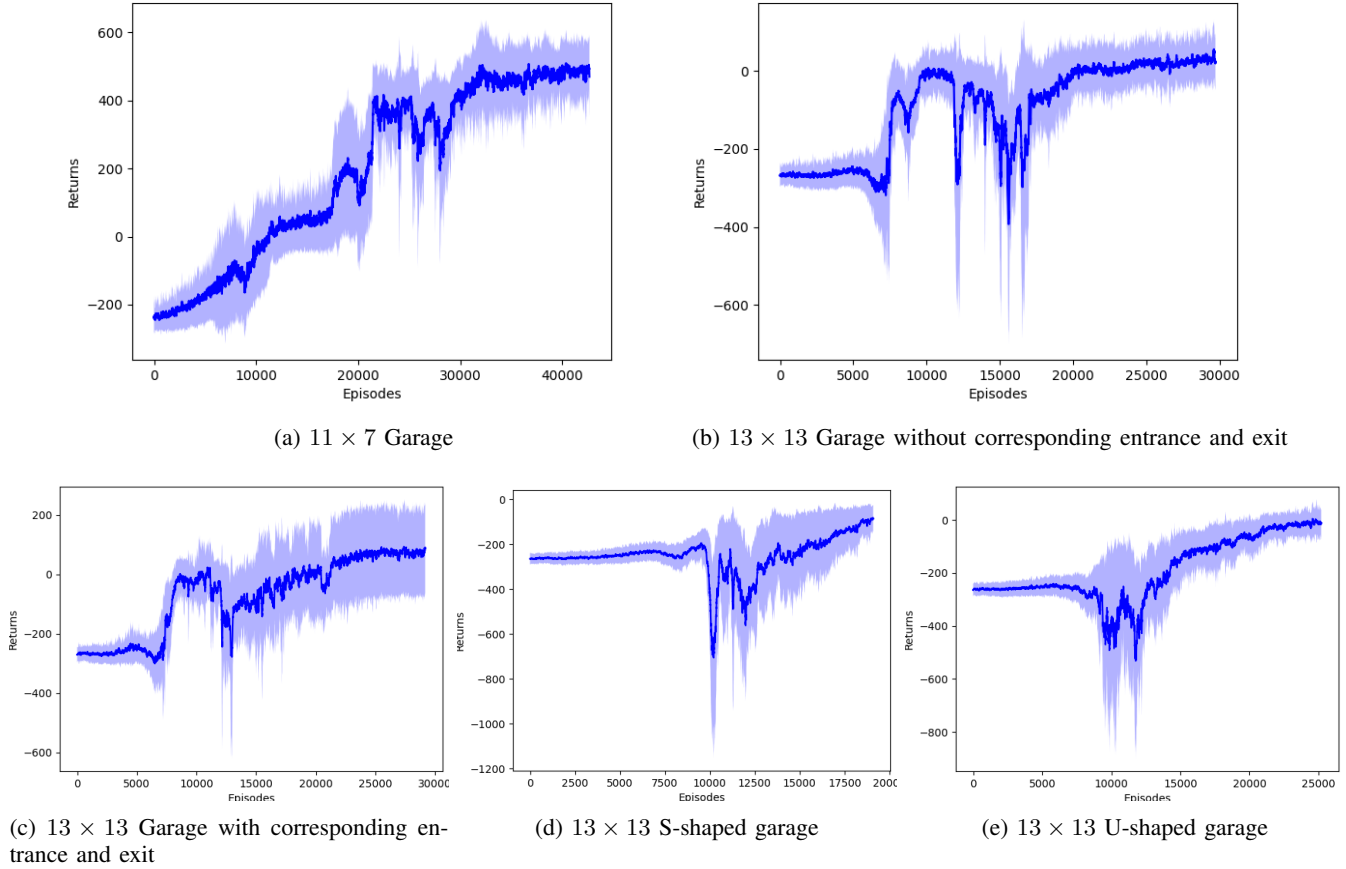 600
400
200
0
−200
Returns
0 10000 20000 30000 40000
Episodes
(a) 11 × 7 Garage
0
−200
−400
−600
Returns
0 5000 10000 15000 20000 25000 30000
Episodes
(b) 13 × 13 Garage without corresponding entrance and exit
200
0
−200
−400
−600
Returns
0 5000 10000 15000 20000 25000 30000
Episodes
(c) 13 × 13 Garage with corresponding en-
trance and exit
0
−200
−400
−600
−800
−1000
−1200
Returns
0 2500 5000 7500 10000 12500 15000 17500 2000
Episodes
(d) 13 × 13 S-shaped garage
0
−200
−400
−600
−800
Returns
0 5000 10000 15000 20000 25000
Episodes
(e) 13 × 13 U-shaped garage